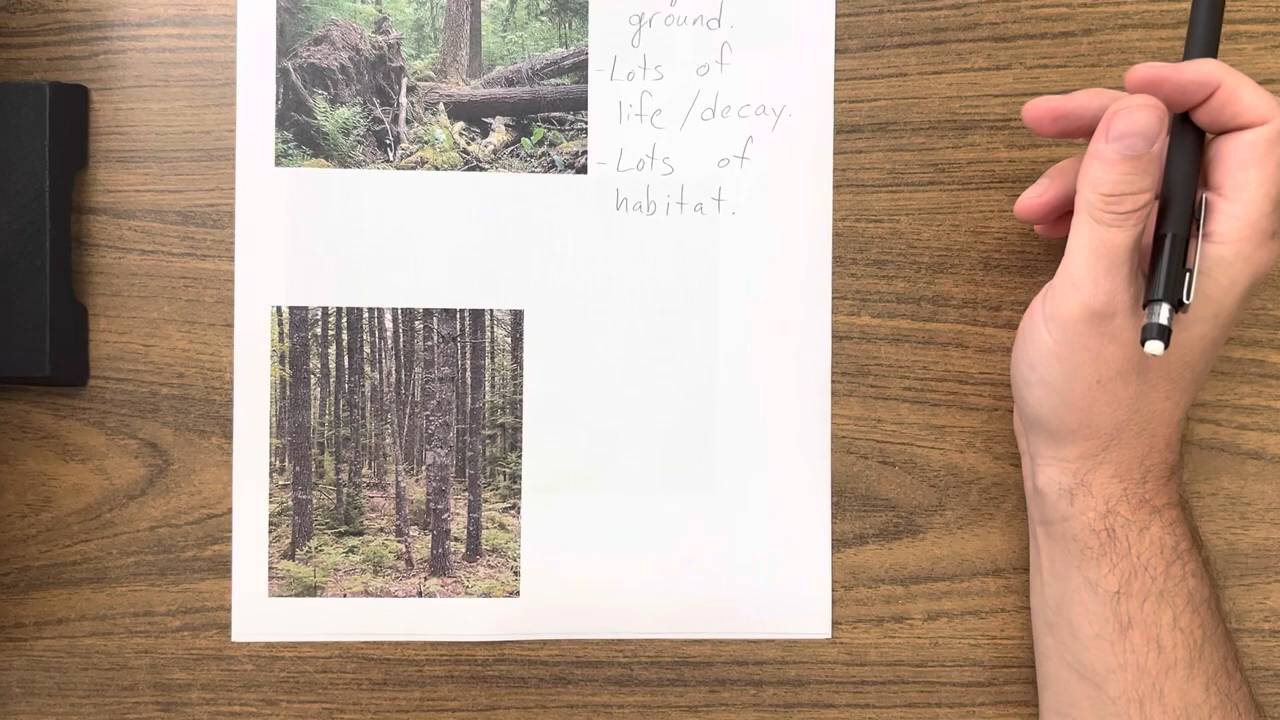 ground.
-Lots of
life/decay.
-Lots of
habitat.